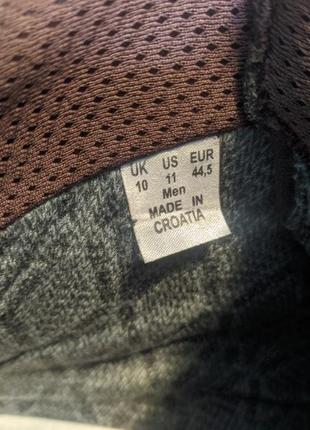 UK US EUR
10 11 44,5
Men
MADE IN
CROATIA